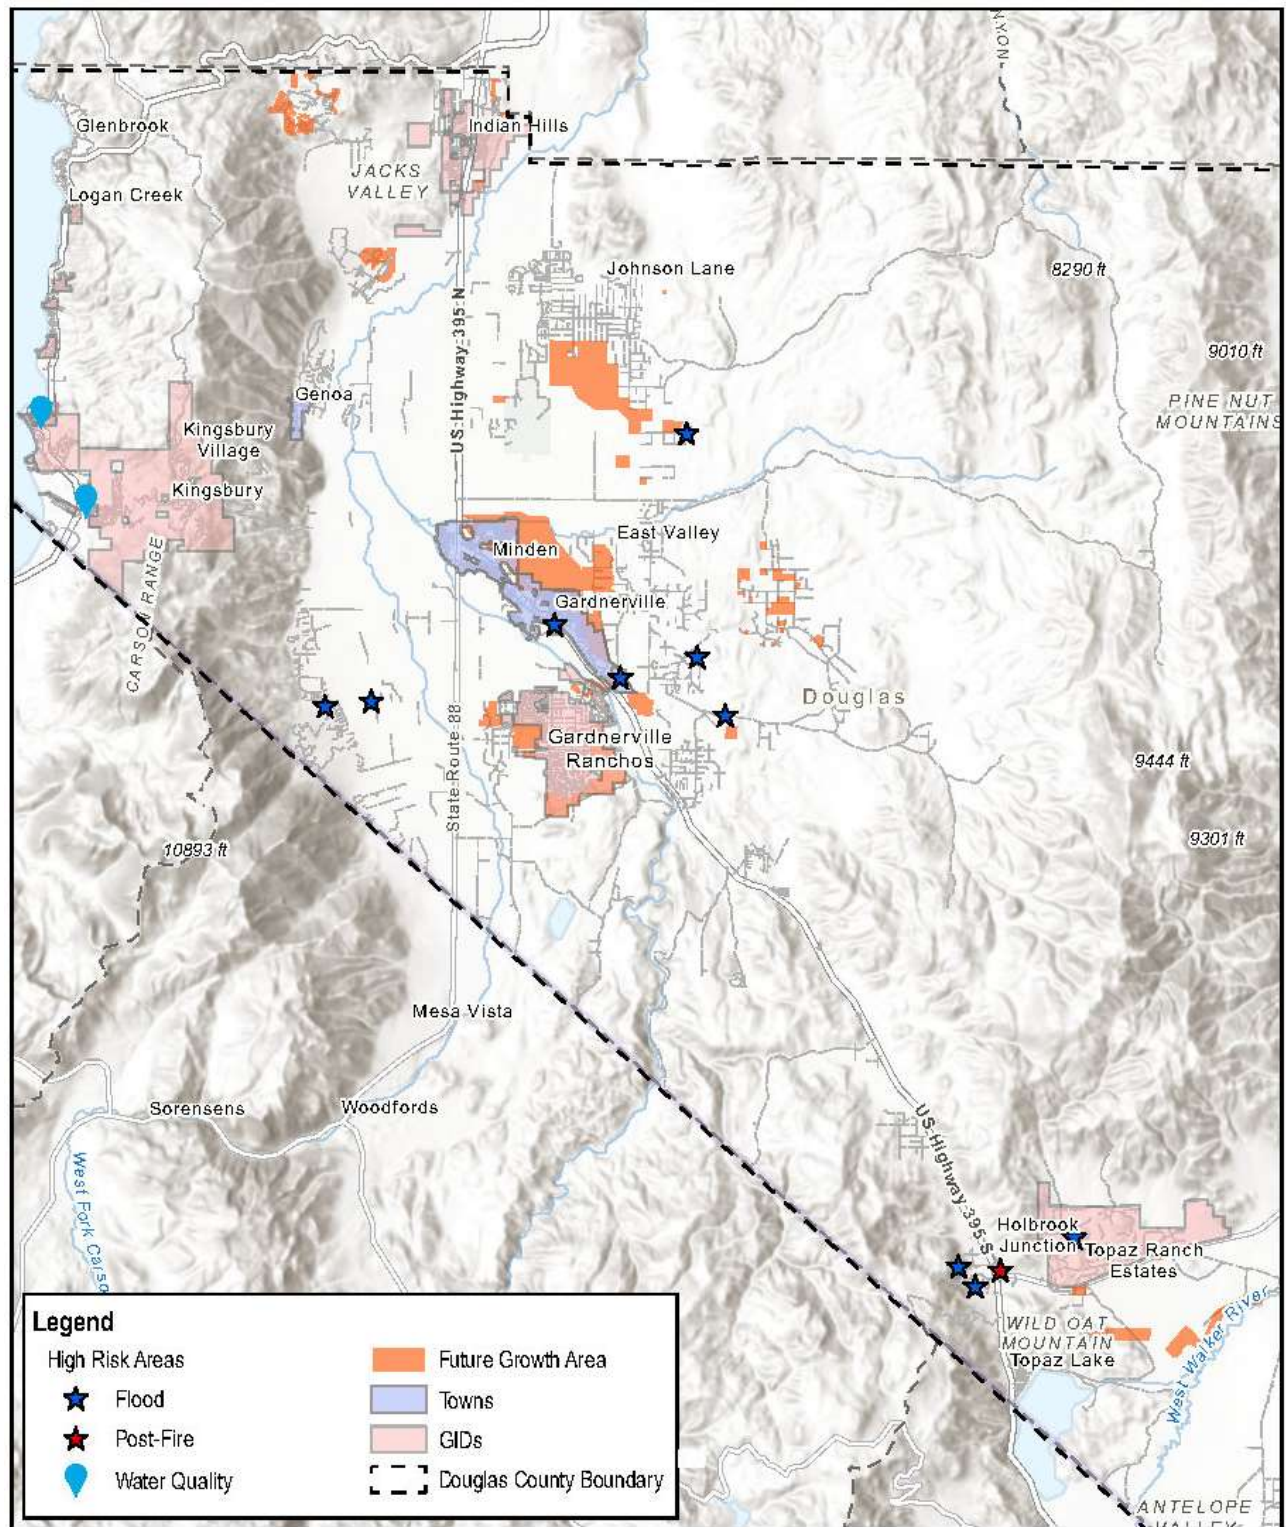 NYON
Glenbrook
Indian Hills
JACKS
VALLEY
Logan Creek
Johnson Lane
8290 ft
US-Highway-395-N
9010 ft
Genoa
PINE NUT
MOUNTAINS
Kingsbury
Village
Kingsbury
East Valley
Minden
CARSON RANGE
Gardnerville
Douglas
State-Route-88
Gardnerville
Ranchos
9444 ft
9301 ft
10893 ft
Mesa Vista
Sorensens
Woodfords
US-Highway-395-S
West Fork Carso
Holbrook
Junction
Topaz Ranch
Estates
WILD OAT
MOUNTAIN
Topaz Lake
West Walker River
ANTELOPE
VALLEY
Legend
High Risk Areas
Flood
Post-Fire
Water Quality
Future Growth Area
Towns
GIDs
Douglas County Boundary